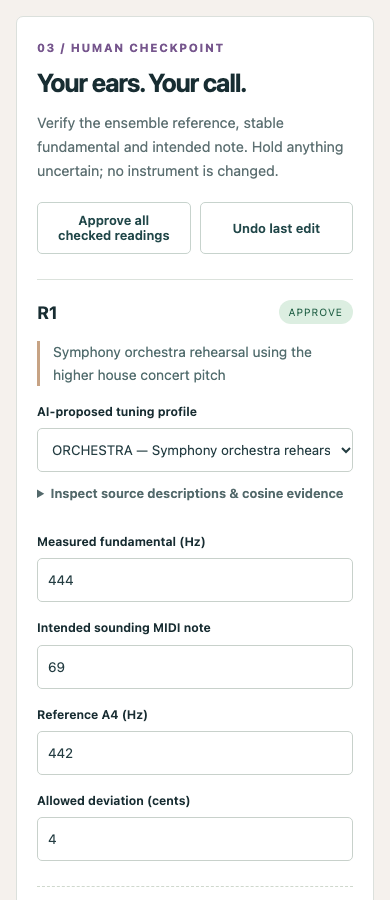 03 / HUMAN CHECKPOINT
Your ears. Your call.
Verify the ensemble reference, stable
fundamental and intended note. Hold anything
uncertain; no instrument is changed.
Approve all
checked readings
Undo last edit
R1
APPROVE
Symphony orchestra rehearsal using the
higher house concert pitch
AI-proposed tuning profile
ORCHESTRA — Symphony orchestra rehears
Inspect source descriptions & cosine evidence
Measured fundamental (Hz)
444
Intended sounding MIDI note
69
Reference A4 (Hz)
442
Allowed deviation (cents)
4